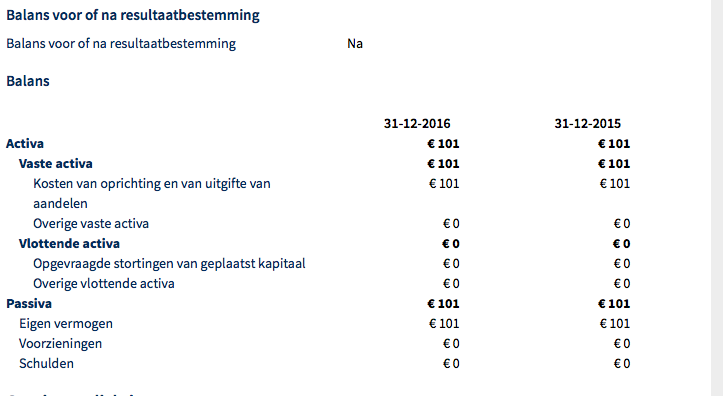 Balans voor of na resultaatbestemming
Balans voor of na resultaatbestemming Na
Balans
31-12-2016 31-12-2015
Activa € 101 € 101
Vaste activa € 101 € 101
Kosten van oprichting en van uitgifte van € 101 € 101
aandelen
Overige vaste activa € 0 € 0
Vlottende activa € 0 € 0
Opgevraagde stortingen van geplaatst kapitaal € 0 € 0
Overige vlottende activa € 0 € 0
Passiva € 101 € 101
Eigen vermogen € 101 € 101
Voorzieningen € 0 € 0
Schulden € 0 € 0